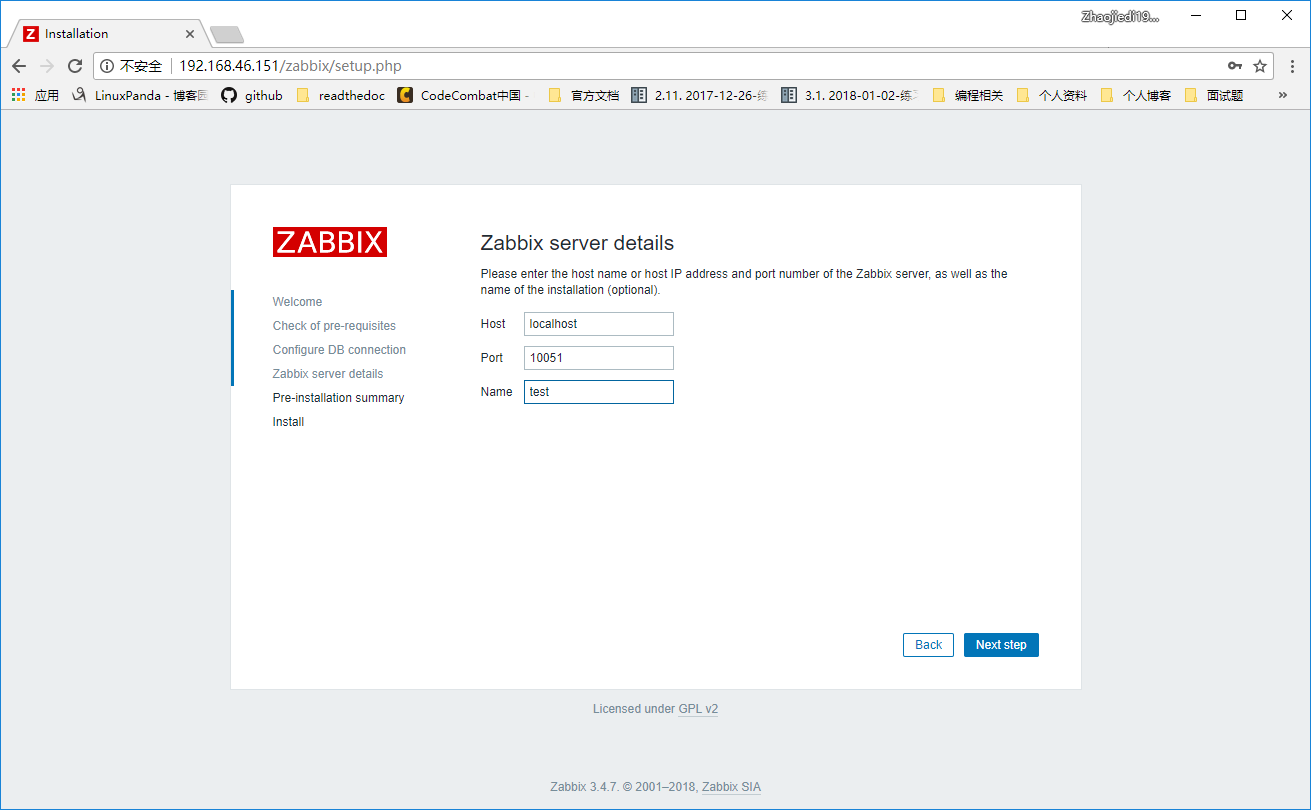 Zhaojiedi19...
Installation
不安全 192.168.46.151/zabbix/setup.php
应用 LinuxPanda - 博客园 github readthedoc CodeCombat中国 - 官方文档 2.11. 2017-12-26-练 3.1. 2018-01-02-练习 编程相关 个人资料 个人博客 面试题 »
ZABBIX
Welcome
Check of pre-requisites
Configure DB connection
Zabbix server details
Pre-installation summary
Install
Zabbix server details
Please enter the host name or host IP address and port number of the Zabbix server, as well as the
name of the installation (optional).
Host localhost
Port 10051
Name test
Back Next step
Licensed under GPL v2
Zabbix 3.4.7. © 2001–2018, Zabbix SIA